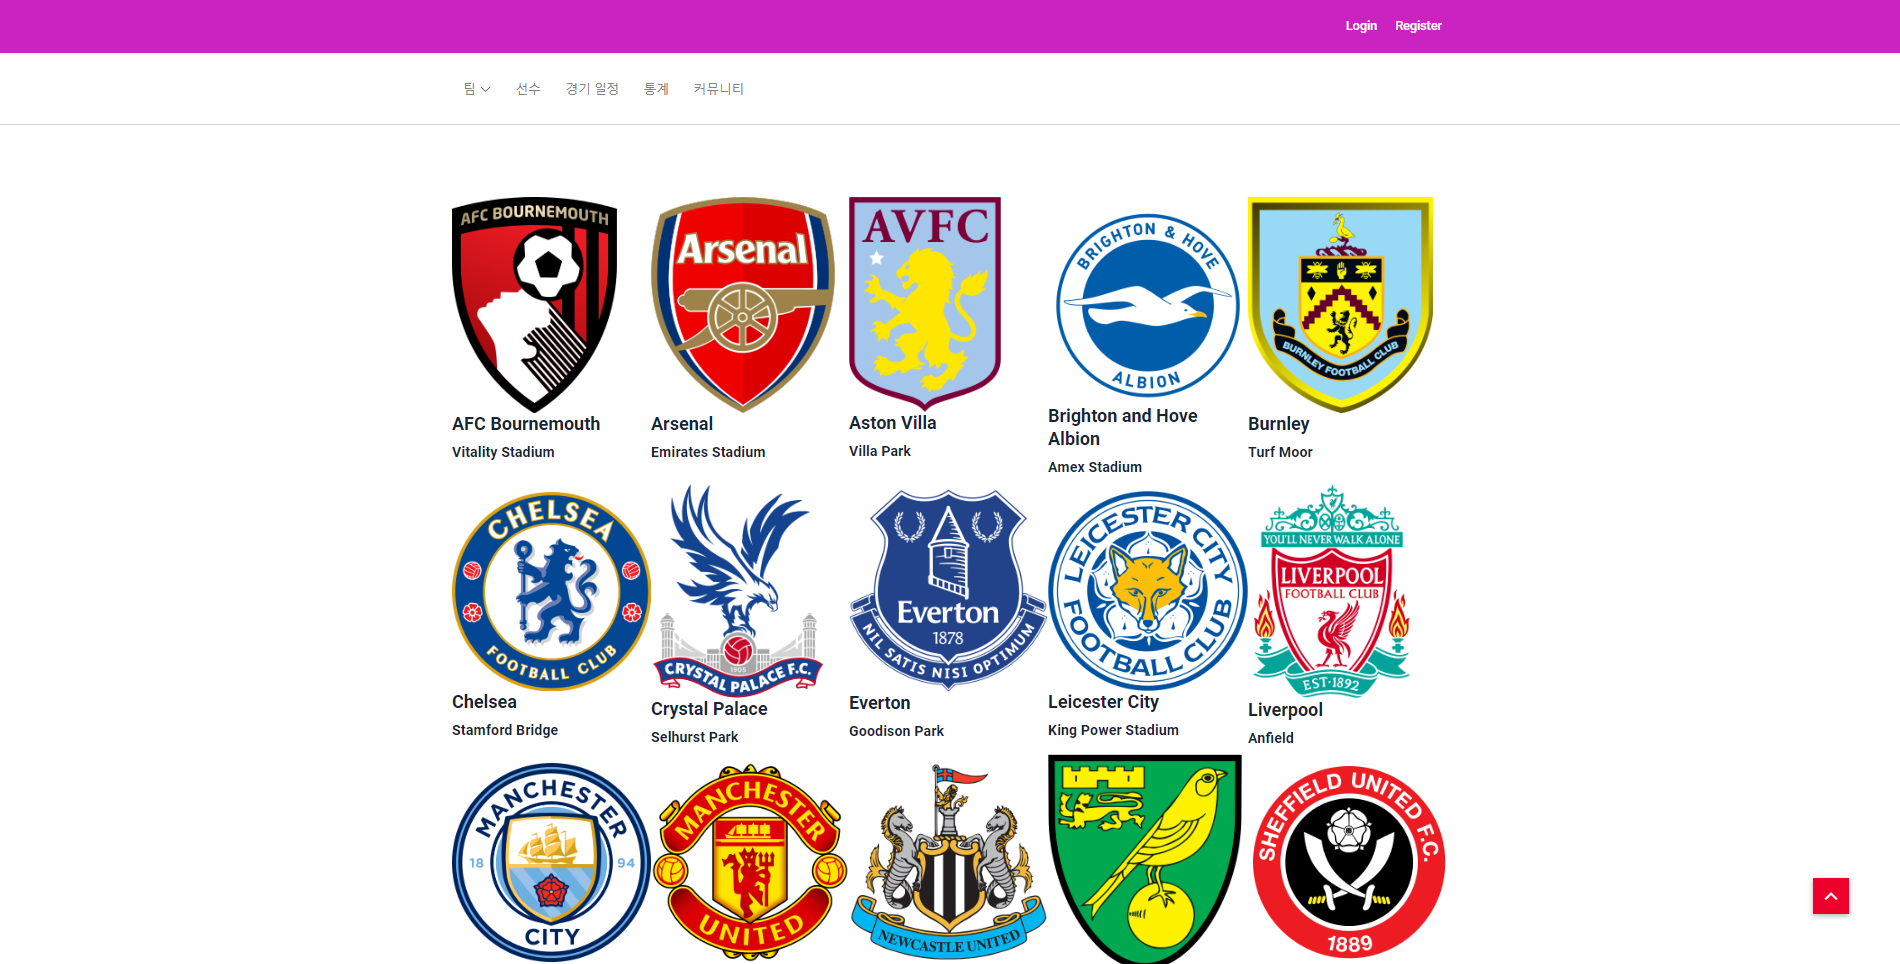 Login Register
팀 선수 경기 일정 통계 커뮤니티
AFC BOURNEMOUTH
Arsenal
AVFC
BRIGHTON & HOVE
ALBION
BURNLEY FOOTBALL CLUB
AFC Bournemouth
Vitality Stadium
Arsenal
Emirates Stadium
Aston Villa
Villa Park
Brighton and Hove
Albion
Amex Stadium
Burnley
Turf Moor
CHELSEA
FOOTBALL CLUB
1905
CRYSTAL PALACE F.C.
Everton
1878
NIL SATIS NISI OPTIMUM
LEICESTER CITY
FOOTBALL CLUB
YOU'LL NEVER WALK ALONE
LIVERPOOL
FOOTBALL CLUB
EST·1892
Chelsea
Stamford Bridge
Crystal Palace
Selhurst Park
Everton
Goodison Park
Leicester City
King Power Stadium
Liverpool
Anfield
MANCHESTER
18 94
CITY
MANCHESTER
UNITED
NEWCASTLE UNITED
SHEFFIELD UNITED F.C.
1889